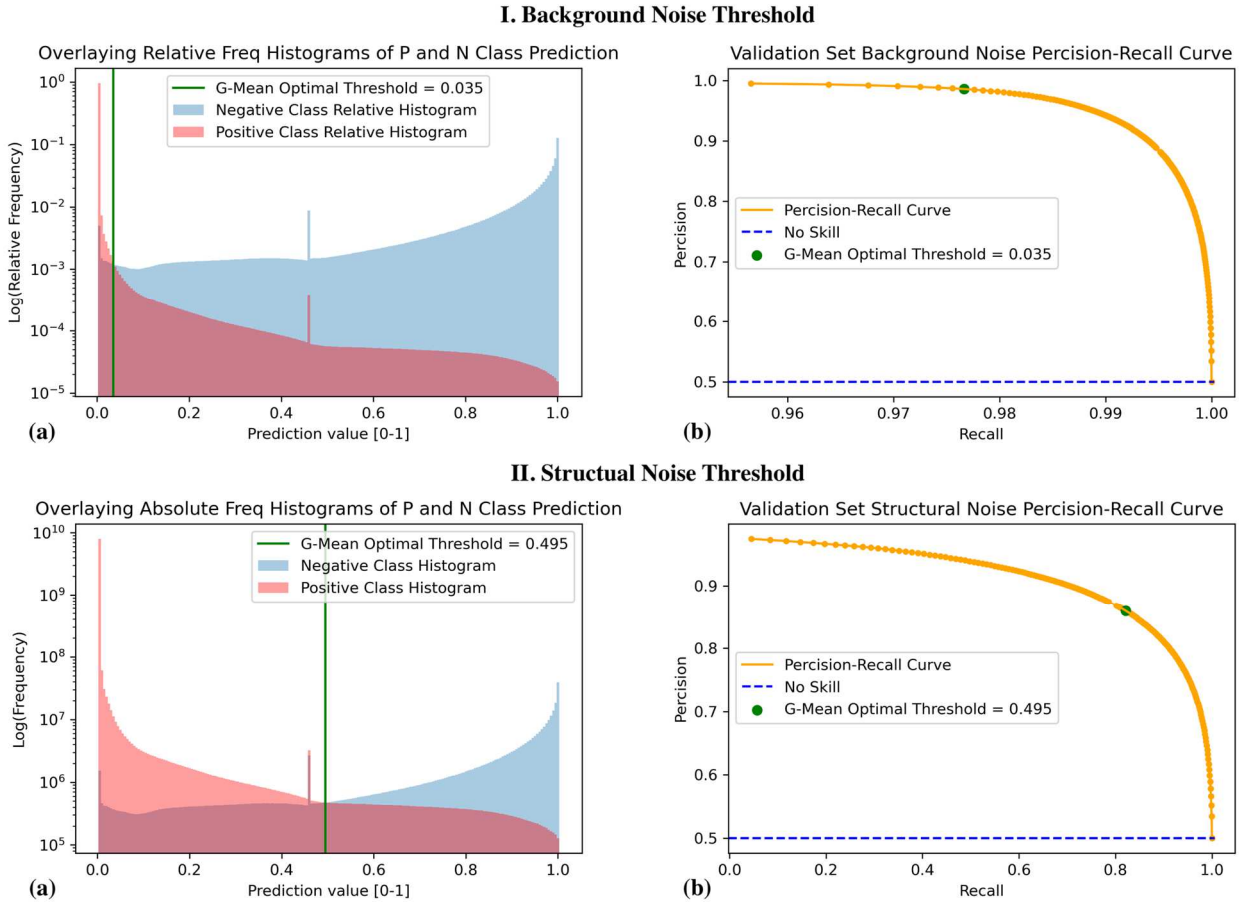 I. Background Noise Threshold
Overlaying Relative Freq Histograms of P and N Class Prediction
G-Mean Optimal Threshold = 0.035
Negative Class Relative Histogram
Positive Class Relative Histogram
Log(Relative Frequency)
10⁰
10⁻¹
10⁻²
10⁻³
10⁻⁴
10⁻⁵
0.0 0.2 0.4 0.6 0.8 1.0
Prediction value [0-1]
(a)
Validation Set Background Noise Percision-Recall Curve
Percision-Recall Curve
No Skill
G-Mean Optimal Threshold = 0.035
Percision
1.0
0.9
0.8
0.7
0.6
0.5
0.96 0.97 0.98 0.99 1.00
Recall
(b)
II. Structual Noise Threshold
Overlaying Absolute Freq Histograms of P and N Class Prediction
G-Mean Optimal Threshold = 0.495
Negative Class Histogram
Positive Class Histogram
Log(Frequency)
10¹⁰
10⁹
10⁸
10⁷
10⁶
10⁵
0.0 0.2 0.4 0.6 0.8 1.0
Prediction value [0-1]
(a)
Validation Set Structural Noise Percision-Recall Curve
Percision-Recall Curve
No Skill
G-Mean Optimal Threshold = 0.495
Percision
0.9
0.8
0.7
0.6
0.5
0.0 0.2 0.4 0.6 0.8 1.0
Recall
(b)